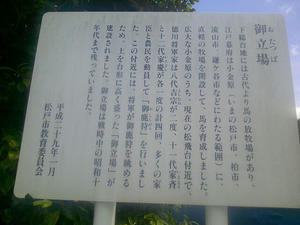 おたつば
御立場
下総台地には古代より馬の放牧場があり、
江戸幕府は小金原(いまの松戸市、柏市、
流山市、鎌ケ谷市などにわたる範囲)に、
直轄の牧場を開設して、馬を育成しました。
広大な小金原のうち、現在の松飛台付近で、
徳川将軍家は八代吉宗が二度、十一代家斉
と十二代家慶が各一度の計四回、多くの家
臣と農民を動員して「御鹿狩」を行いまし
た。この付近には、将軍が御鹿狩を眺める
ため、土を台形に高く盛った「御立場」が
建設されました。御立場は戦時中の昭和十
年代まで残っていました。
平成二十九年一月
松戸市教育委員会